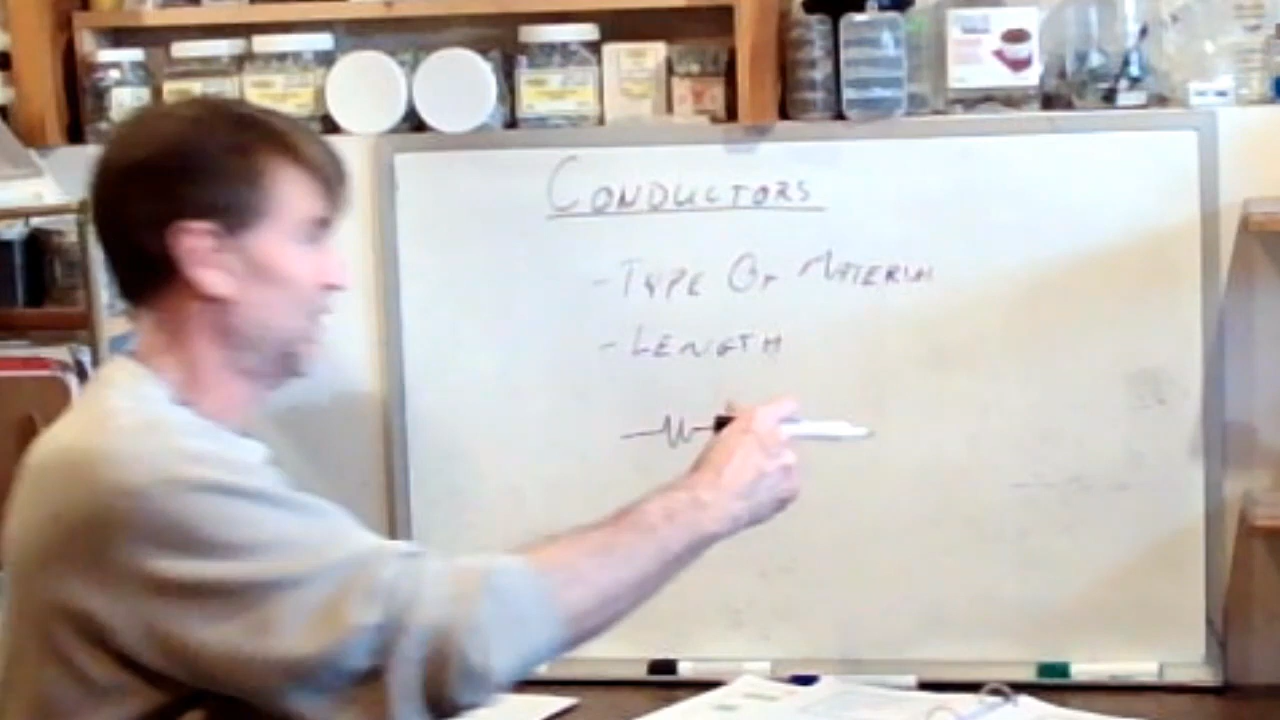 CONDUCTORS
- TYPE OF MATERIAL
- LENGTH